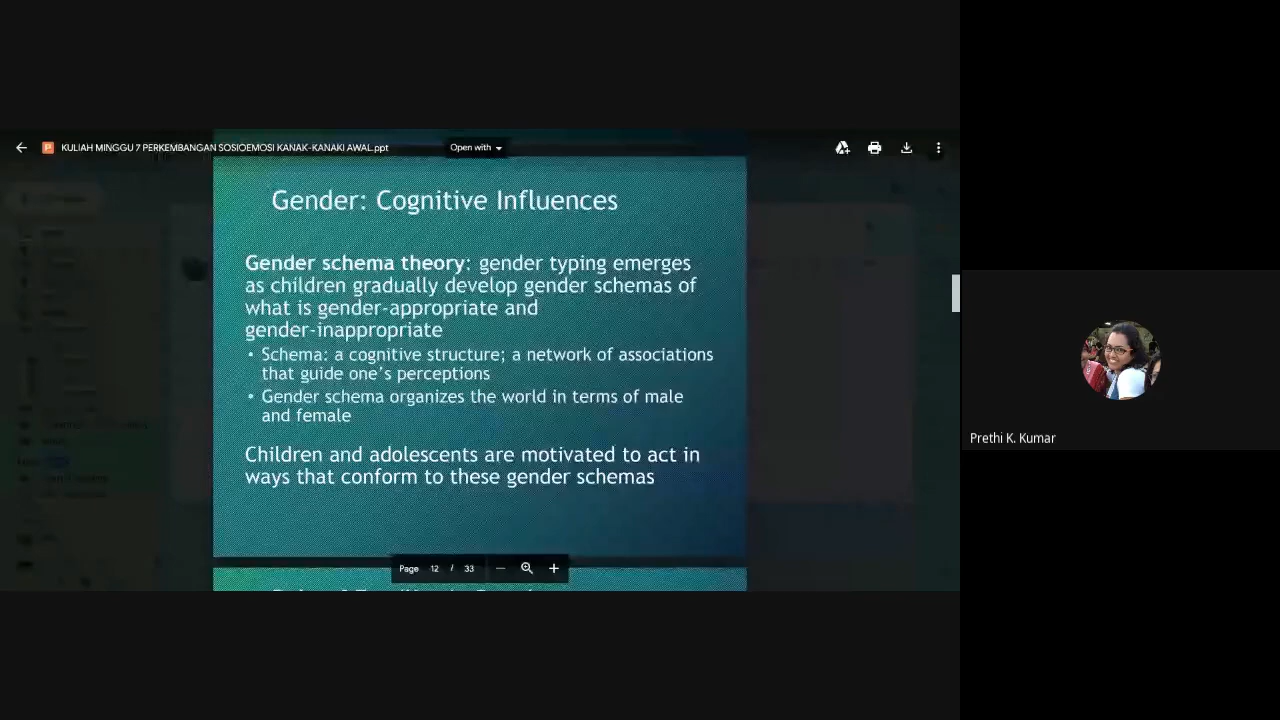 KULIAH MINGGU 7 PERKEMBANGAN SOSIOEMOSI KANAK-KANAKI AWAL.ppt
Open with
Gender: Cognitive Influences
Gender schema theory: gender typing emerges
as children gradually develop gender schemas of
what is gender-appropriate and
gender-inappropriate
• Schema: a cognitive structure; a network of associations
that guide one's perceptions
• Gender schema organizes the world in terms of male
and female
Children and adolescents are motivated to act in
ways that conform to these gender schemas
Page 12 / 33
Prethi K. Kumar